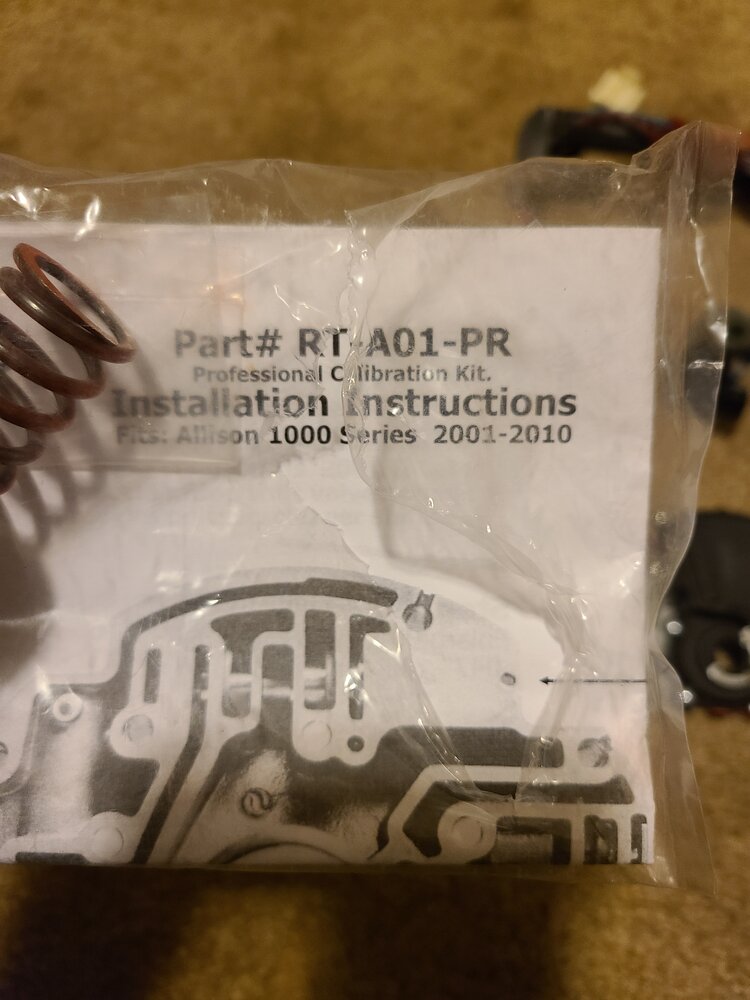 Part# RT-A01-PR
Professional Calibration Kit.
Installation Instructions
Fits: Allison 1000 Series 2001-2010